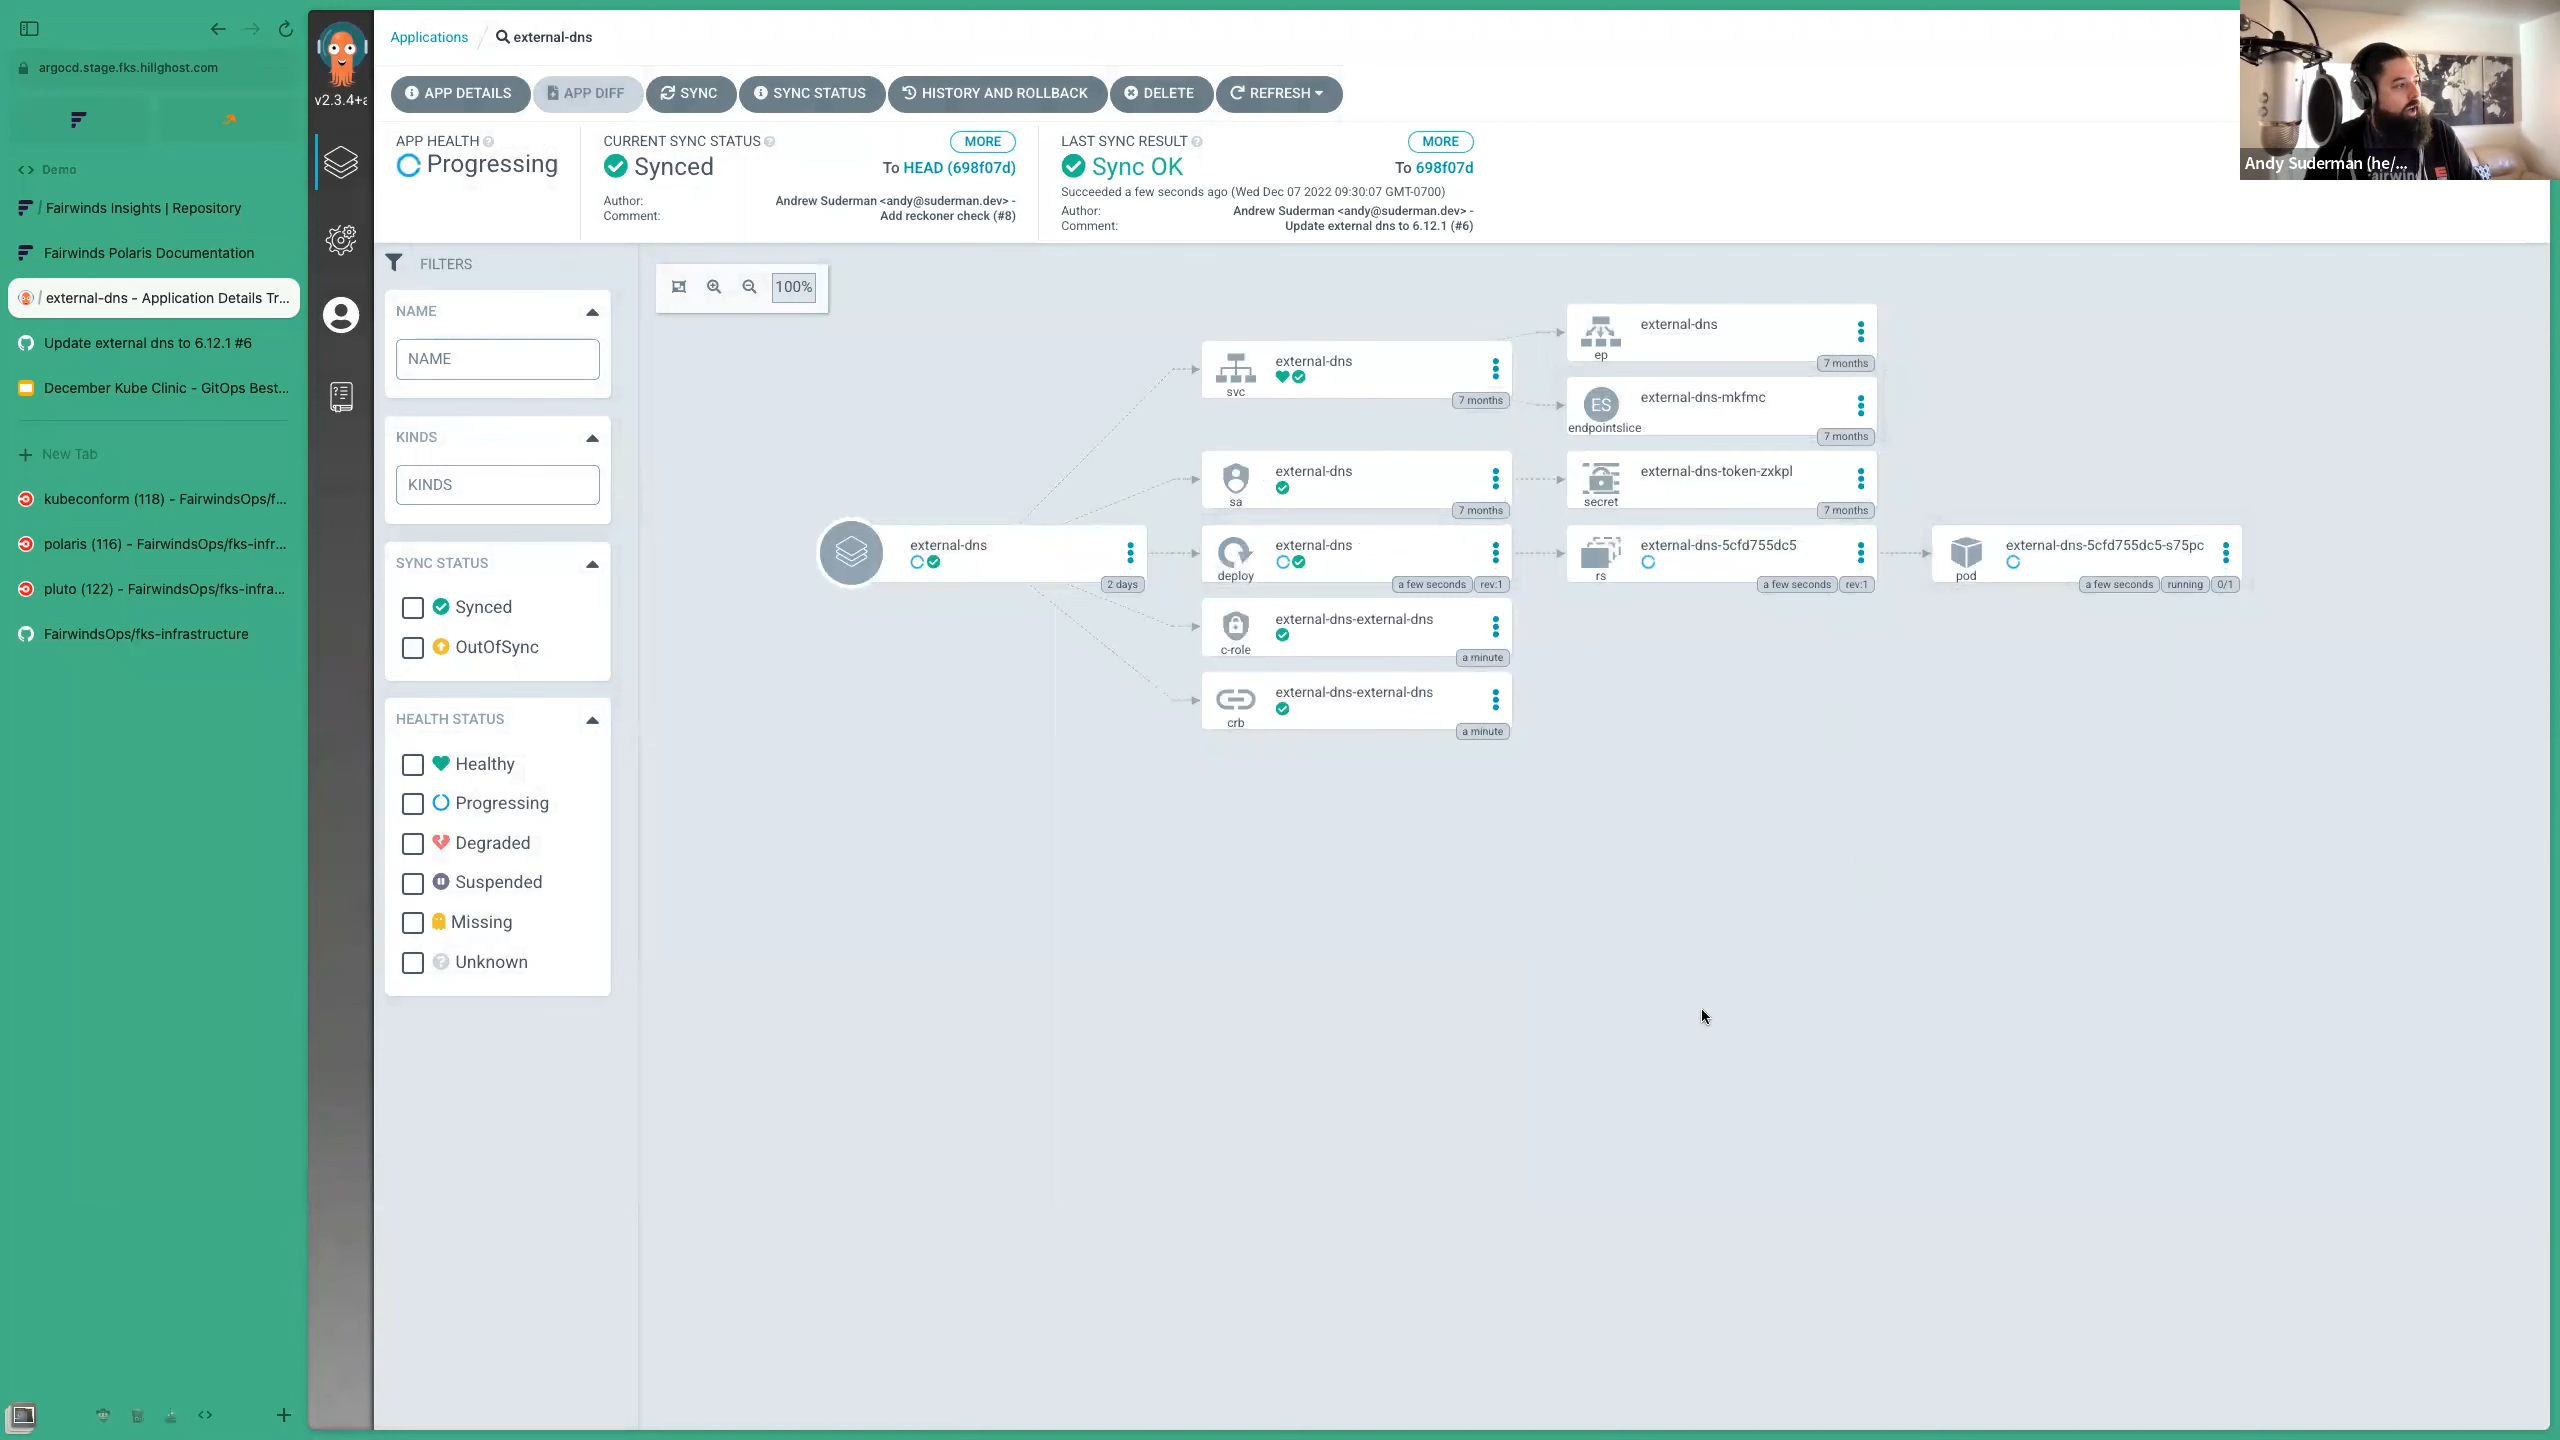 argocd.stage.fks.hillghost.com
Demo
/ Fairwinds Insights | Repository
Fairwinds Polaris Documentation
/ external-dns - Application Details Tr...
Update external dns to 6.12.1 #6
December Kube Clinic - GitOps Best...
New Tab
kubeconform (118) - FairwindsOps/f...
polaris (116) - FairwindsOps/fks-infr...
pluto (122) - FairwindsOps/fks-infra...
FairwindsOps/fks-infrastructure
v2.3.4+a
Applications / external-dns
APP DETAILS
APP DIFF
SYNC
SYNC STATUS
HISTORY AND ROLLBACK
DELETE
REFRESH
APP HEALTH
Progressing
CURRENT SYNC STATUS
MORE
Synced
To HEAD (698f07d)
Author: Andrew Suderman <andy@suderman.dev> -
Comment: Add reckoner check (#8)
LAST SYNC RESULT
MORE
Sync OK
To 698f07d
Succeeded a few seconds ago (Wed Dec 07 2022 09:30:07 GMT-0700)
Author: Andrew Suderman <andy@suderman.dev> -
Comment: Update external dns to 6.12.1 (#6)
Andy Suderman (he/...
FILTERS
NAME
NAME
KINDS
KINDS
SYNC STATUS
Synced
OutOfSync
HEALTH STATUS
Healthy
Progressing
Degraded
Suspended
Missing
Unknown
100%
external-dns
2 days
external-dns
svc
7 months
external-dns
sa
7 months
external-dns
deploy
a few seconds
rev:1
external-dns-external-dns
c-role
a minute
external-dns-external-dns
crb
a minute
external-dns
ep
7 months
ES
external-dns-mkfmc
endpointslice
7 months
external-dns-token-zxkpl
secret
7 months
external-dns-5cfd755dc5
rs
a few seconds
rev:1
external-dns-5cfd755dc5-s75pc
pod
a few seconds
running
0/1